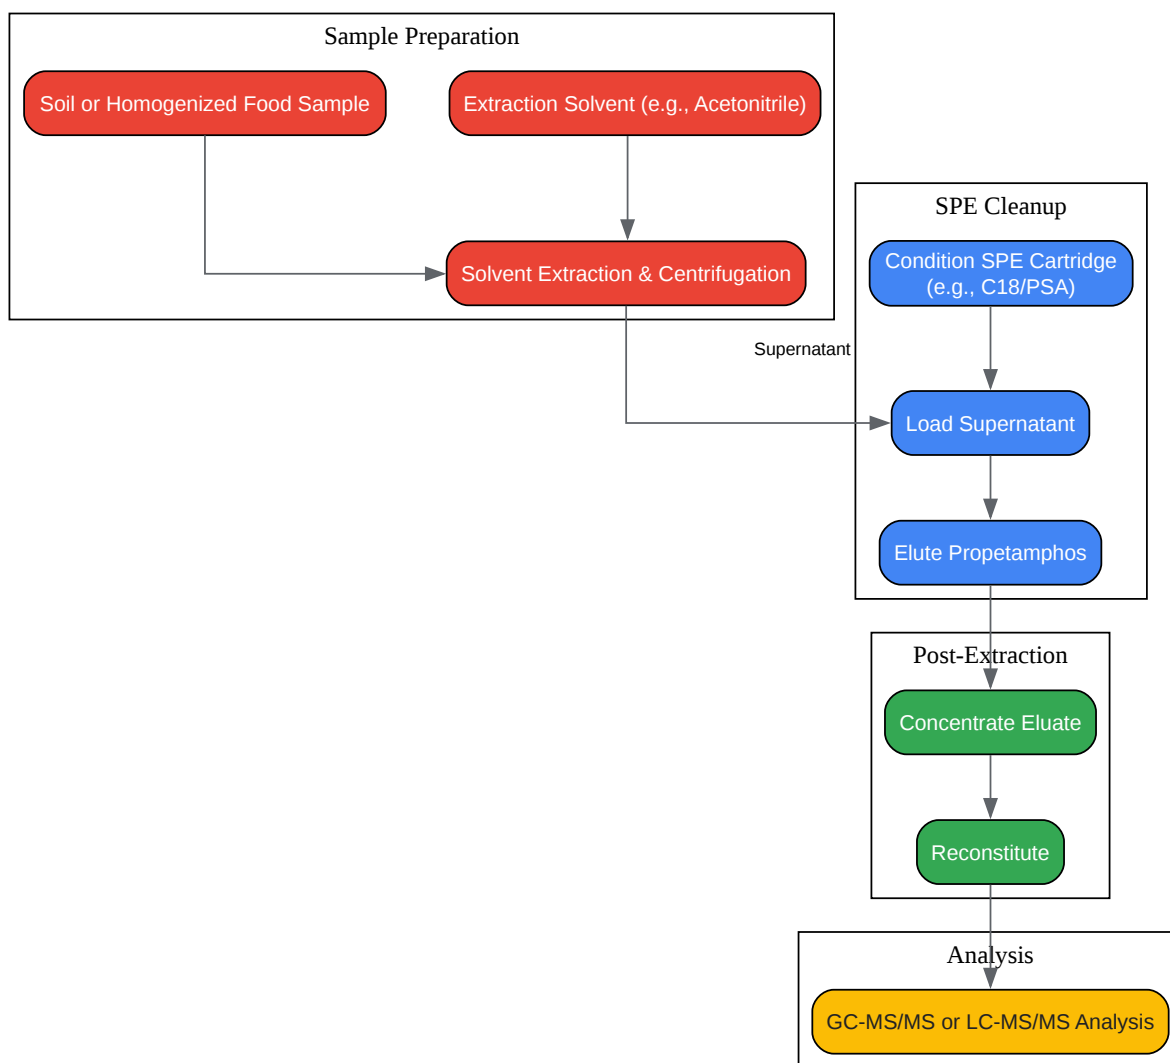 Sample Preparation
Soil or Homogenized Food Sample
Extraction Solvent (e.g., Acetonitrile)
Solvent Extraction & Centrifugation
Supernatant
SPE Cleanup
Condition SPE Cartridge
(e.g., C18/PSA)
Load Supernatant
Elute Propetamphos
Post-Extraction
Concentrate Eluate
Reconstitute
Analysis
GC-MS/MS or LC-MS/MS Analysis